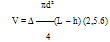 πd²
V = Δ ——(L – h) (2,5.6)
4